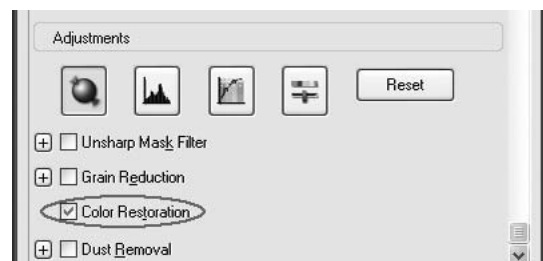 Adjustments
Reset
Unsharp Mask Filter
Grain Reduction
Color Restoration
Dust Removal